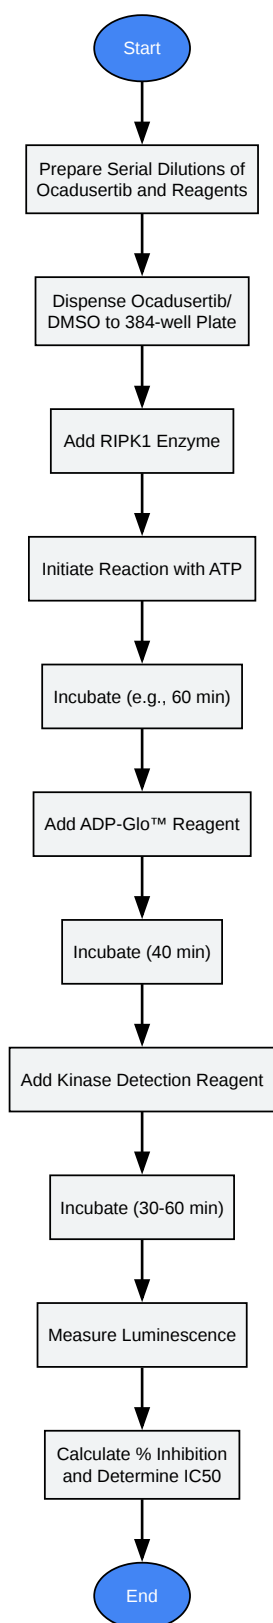 Start
Prepare Serial Dilutions of
Ocadusertib and Reagents
Dispense Ocadusertib/
DMSO to 384-well Plate
Add RIPK1 Enzyme
Initiate Reaction with ATP
Incubate (e.g., 60 min)
Add ADP-Glo™ Reagent
Incubate (40 min)
Add Kinase Detection Reagent
Incubate (30-60 min)
Measure Luminescence
Calculate % Inhibition
and Determine IC50
End